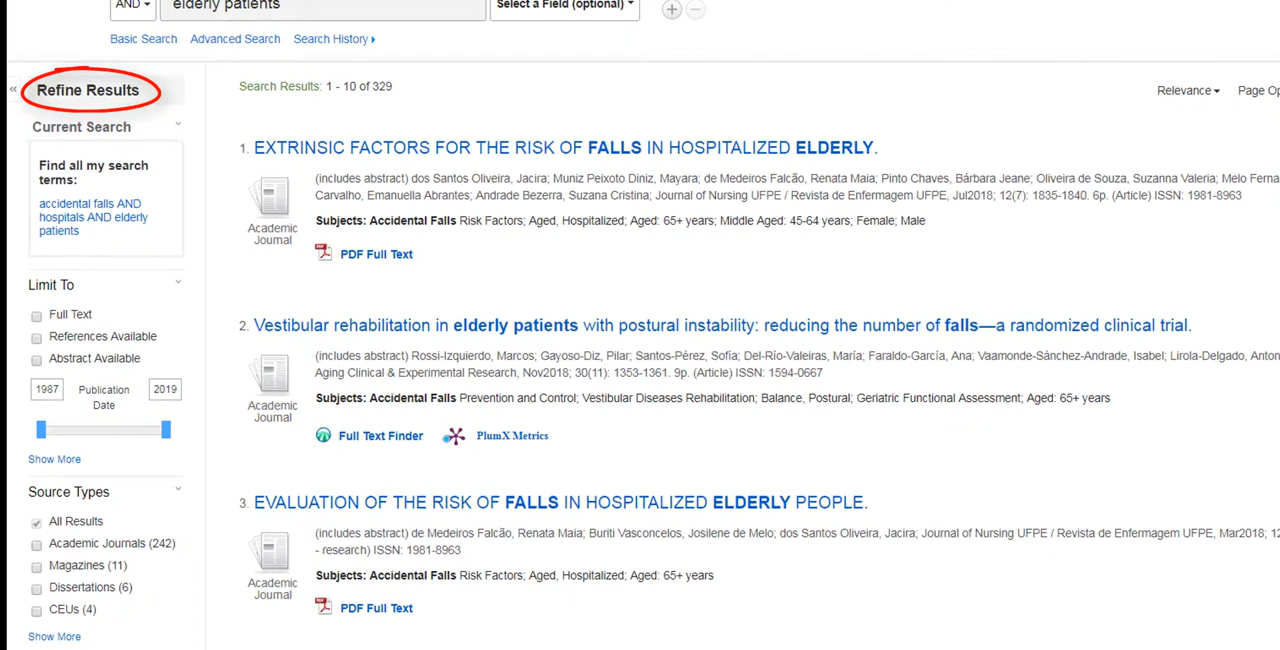 AND
elderly patients
Select a Field (optional)
Basic Search Advanced Search Search History
Refine Results
Current Search
Find all my search
terms:
accidental falls AND
hospitals AND elderly
patients
Limit To
Full Text
References Available
Abstract Available
1987 Publication Date 2019
Show More
Source Types
All Results
Academic Journals (242)
Magazines (11)
Dissertations (6)
CEUs (4)
Show More
Search Results: 1 - 10 of 329
Relevance Page Op
1. EXTRINSIC FACTORS FOR THE RISK OF FALLS IN HOSPITALIZED ELDERLY.
(includes abstract) dos Santos Oliveira, Jacira; Muniz Peixoto Diniz, Mayara; de Medeiros Falcão, Renata Maia; Pinto Chaves, Bárbara Jeane; Oliveira de Souza, Suzanna Valeria; Melo Ferna
Carvalho, Emanuella Abrantes; Andrade Bezerra, Suzana Cristina; Journal of Nursing UFPE / Revista de Enfermagem UFPE, Jul2018; 12(7): 1835-1840. 6p. (Article) ISSN: 1981-8963
Academic
Journal
Subjects: Accidental Falls Risk Factors; Aged, Hospitalized; Aged: 65+ years; Middle Aged: 45-64 years; Female; Male
PDF Full Text
2. Vestibular rehabilitation in elderly patients with postural instability: reducing the number of falls—a randomized clinical trial.
(includes abstract) Rossi-Izquierdo, Marcos; Gayoso-Diz, Pilar; Santos-Pérez, Sofía; Del-Río-Valeiras, María; Faraldo-García, Ana; Vaamonde-Sánchez-Andrade, Isabel; Lirola-Delgado, Anton
Aging Clinical & Experimental Research, Nov2018; 30(11): 1353-1361. 9p. (Article) ISSN: 1594-0667
Academic
Journal
Subjects: Accidental Falls Prevention and Control; Vestibular Diseases Rehabilitation; Balance, Postural; Geriatric Functional Assessment; Aged: 65+ years
Full Text Finder PlumX Metrics
3. EVALUATION OF THE RISK OF FALLS IN HOSPITALIZED ELDERLY PEOPLE.
(includes abstract) de Medeiros Falcão, Renata Maia; Buriti Vasconcelos, Josilene de Melo; dos Santos Oliveira, Jacira; Journal of Nursing UFPE / Revista de Enfermagem UFPE, Mar2018; 12
- research) ISSN: 1981-8963
Academic
Journal
Subjects: Accidental Falls Risk Factors; Aged, Hospitalized; Aged: 65+ years
PDF Full Text